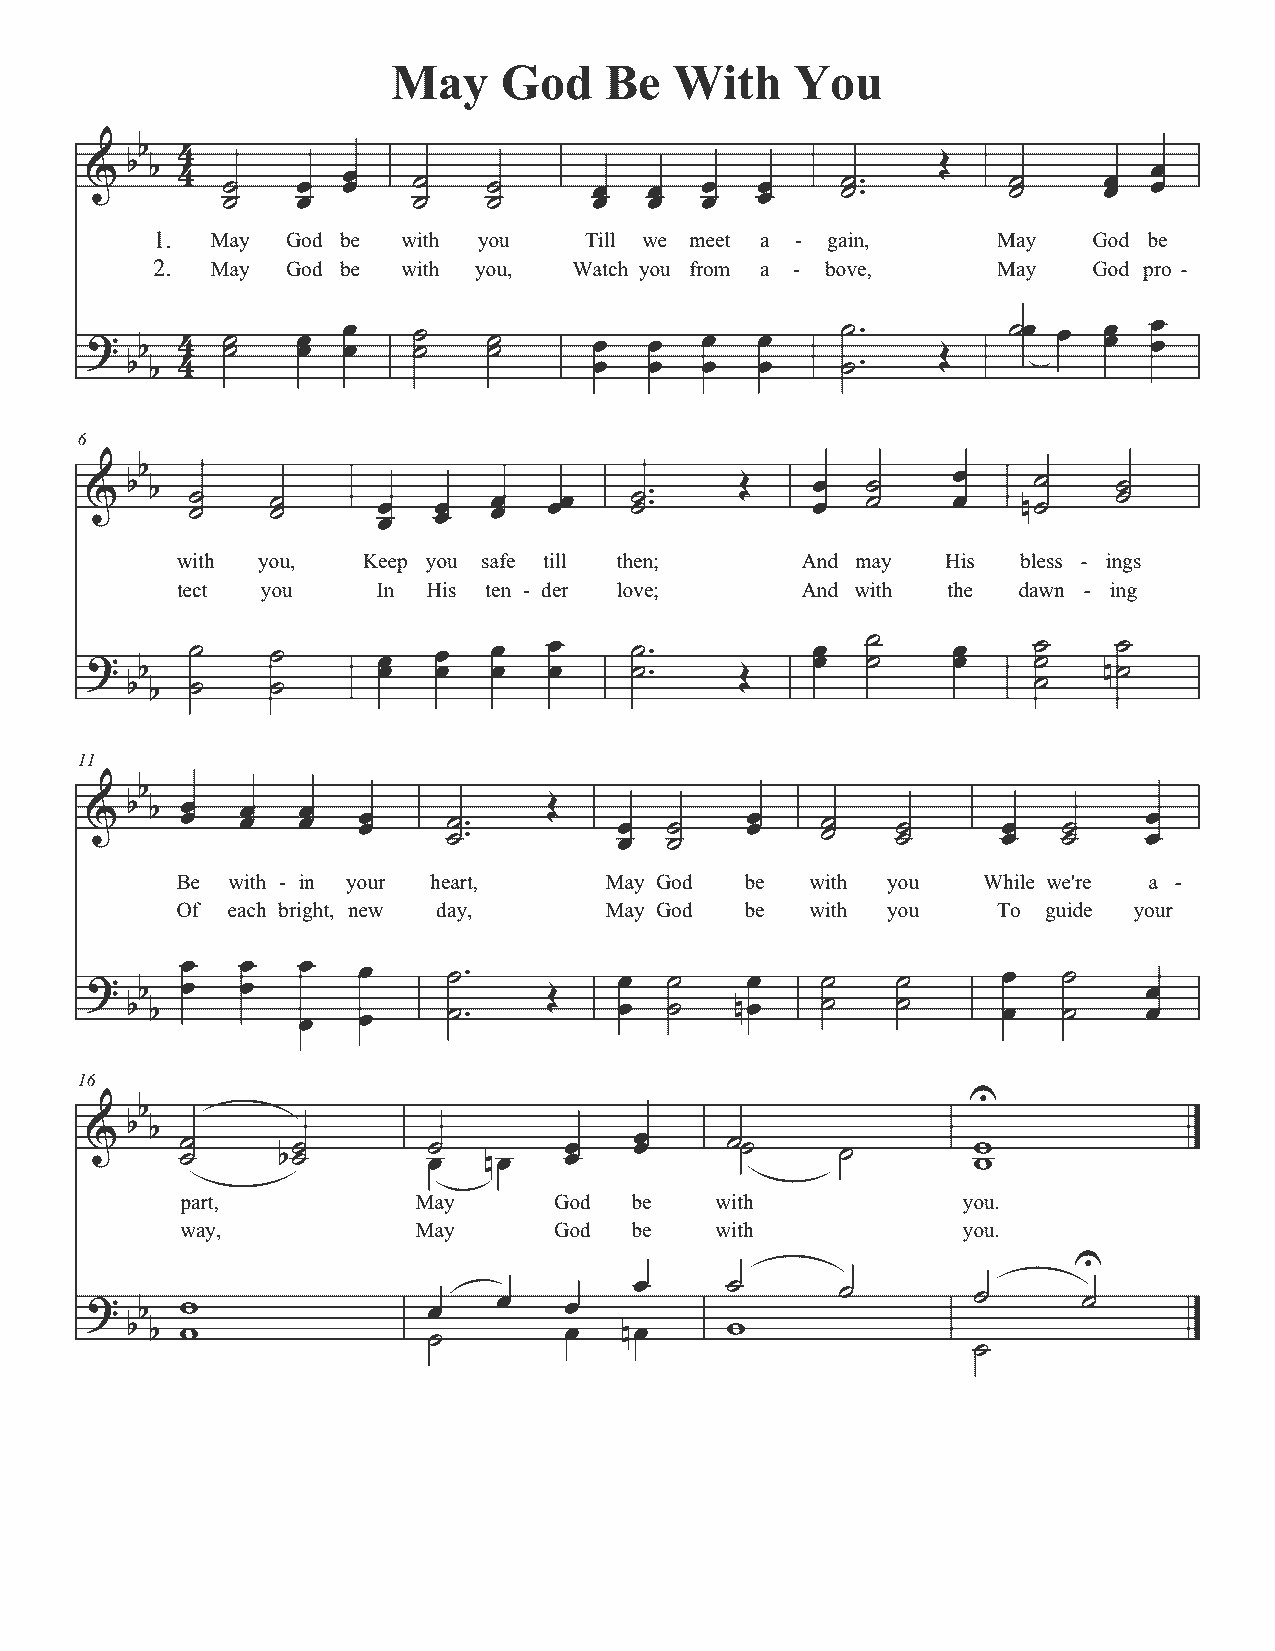 May God Be With You
4
4
1. May God be with you Till we meet a - gain, May God be
2. May God be with you, Watch you from a - bove, May God pro -
4
4
6
with you, Keep you safe till then; And may His bless - ings
tect you In His ten - der love; And with the dawn - ing
11
Be with - in your heart, May God be with you While we're a -
Of each bright, new day, May God be with you To guide your
16
part, May God be with you.
way, May God be with you.